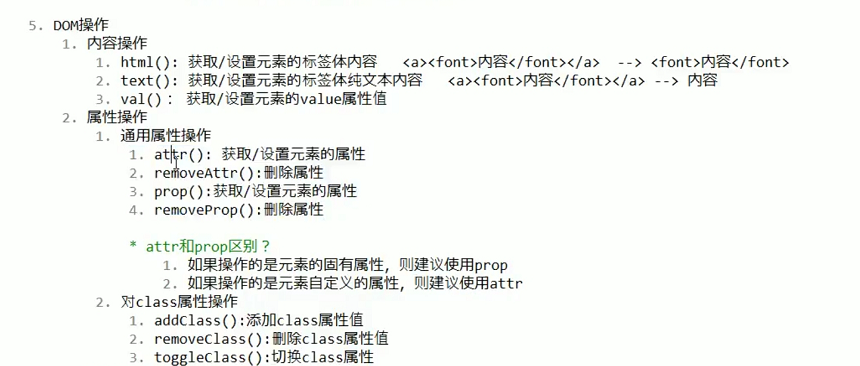 5. DOM操作
1. 内容操作
1. html(): 获取/设置元素的标签体内容 <a><font>内容</font></a> --> <font>内容</font>
2. text(): 获取/设置元素的标签体纯文本内容 <a><font>内容</font></a> --> 内容
3. val(): 获取/设置元素的value属性值
2. 属性操作
1. 通用属性操作
1. attr(): 获取/设置元素的属性
2. removeAttr():删除属性
3. prop():获取/设置元素的属性
4. removeProp():删除属性
* attr和prop区别?
1. 如果操作的是元素的固有属性，则建议使用prop
2. 如果操作的是元素自定义的属性，则建议使用attr
2. 对class属性操作
1. addClass():添加class属性值
2. removeClass():删除class属性值
3. toggleClass():切换class属性